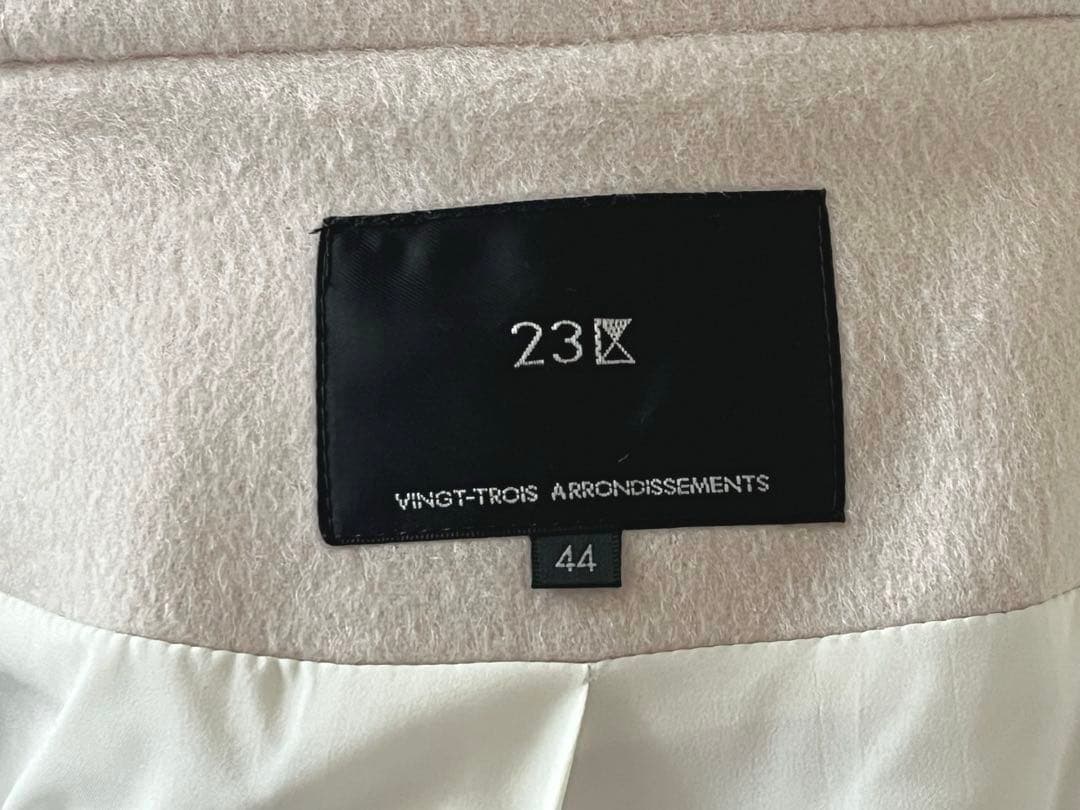 23区
VINGT-TROIS ARRONDISSEMENTS
44